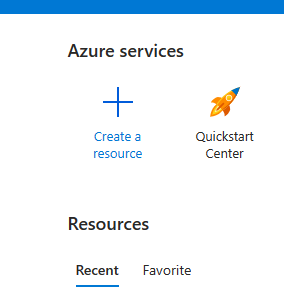 Azure services
Create a
resource
Quickstart
Center
Resources
Recent
Favorite